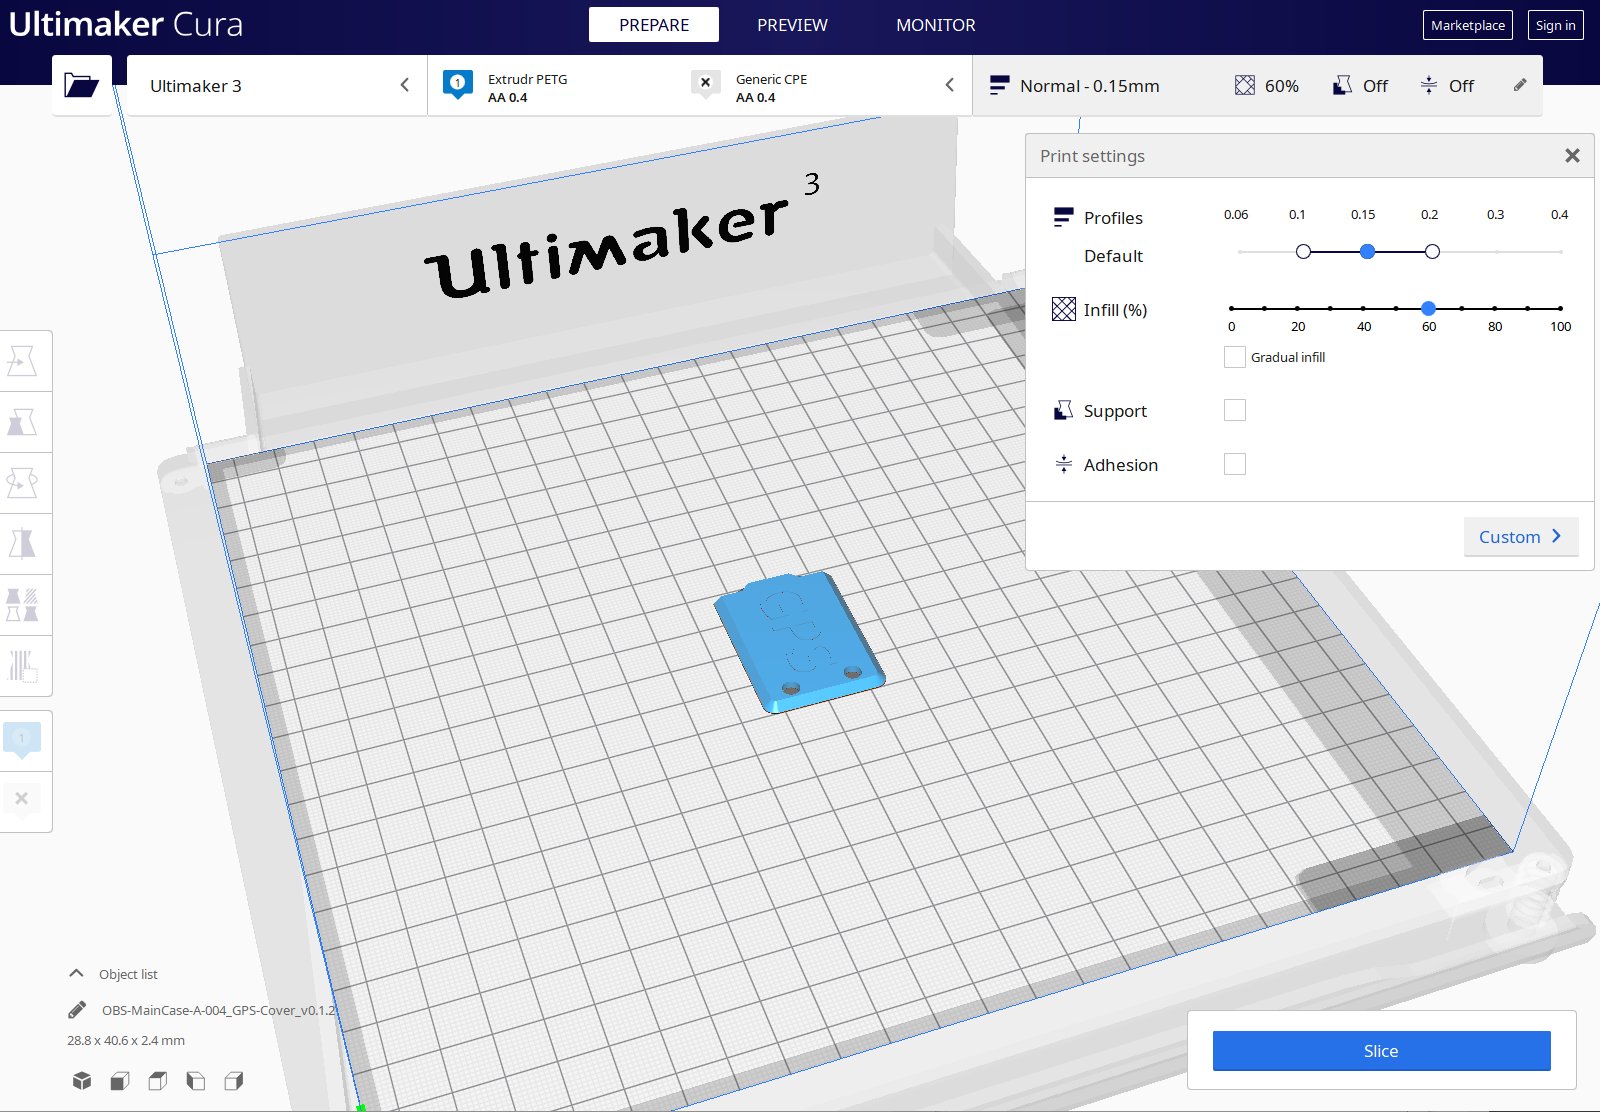 Ultimaker Cura
PREPARE
PREVIEW
MONITOR
Marketplace
Sign in
Ultimaker 3
1
Extrudr PETG
AA 0.4
Generic CPE
AA 0.4
Normal - 0.15mm
60%
Off
Off
Ultimaker 3
Print settings
Profiles
0.06 0.1 0.15 0.2 0.3 0.4
Default
Infill (%)
0 20 40 60 80 100
Gradual infill
Support
Adhesion
Custom
GPS
1
Object list
OBS-MainCase-A-004_GPS-Cover_v0.1.2
28.8 x 40.6 x 2.4 mm
Slice